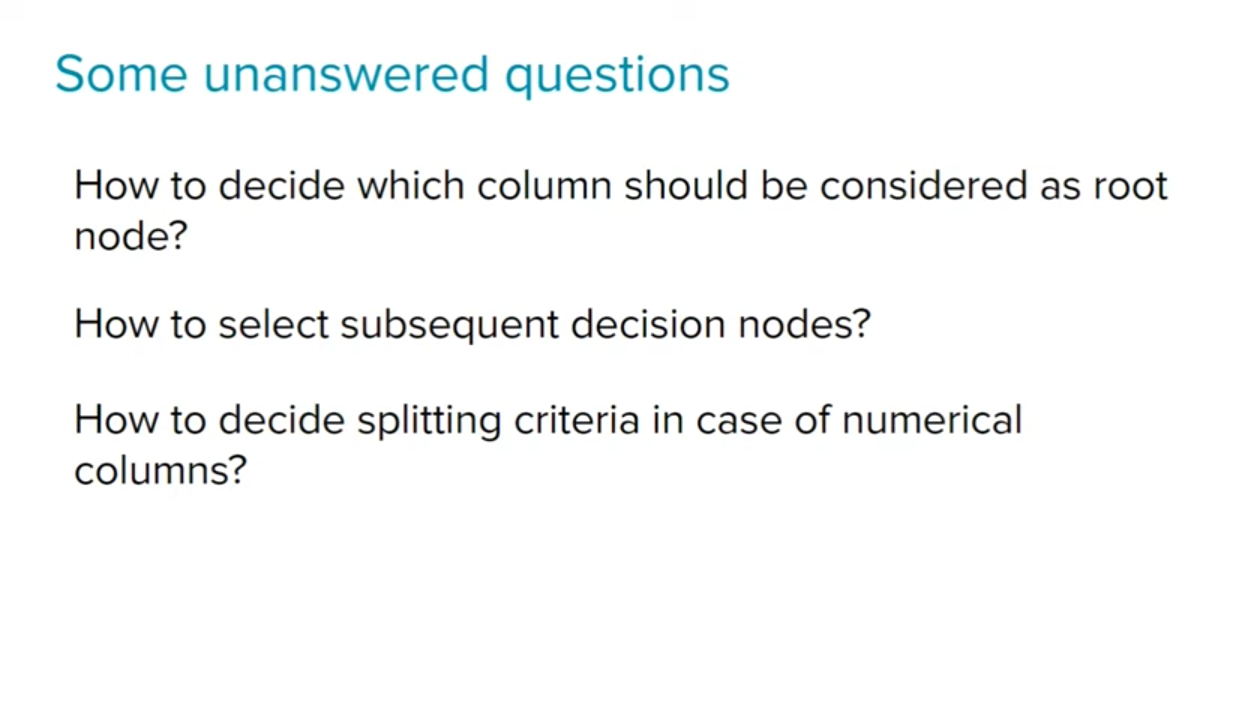 Some unanswered questions
How to decide which column should be considered as root
node?
How to select subsequent decision nodes?
How to decide splitting criteria in case of numerical
columns?